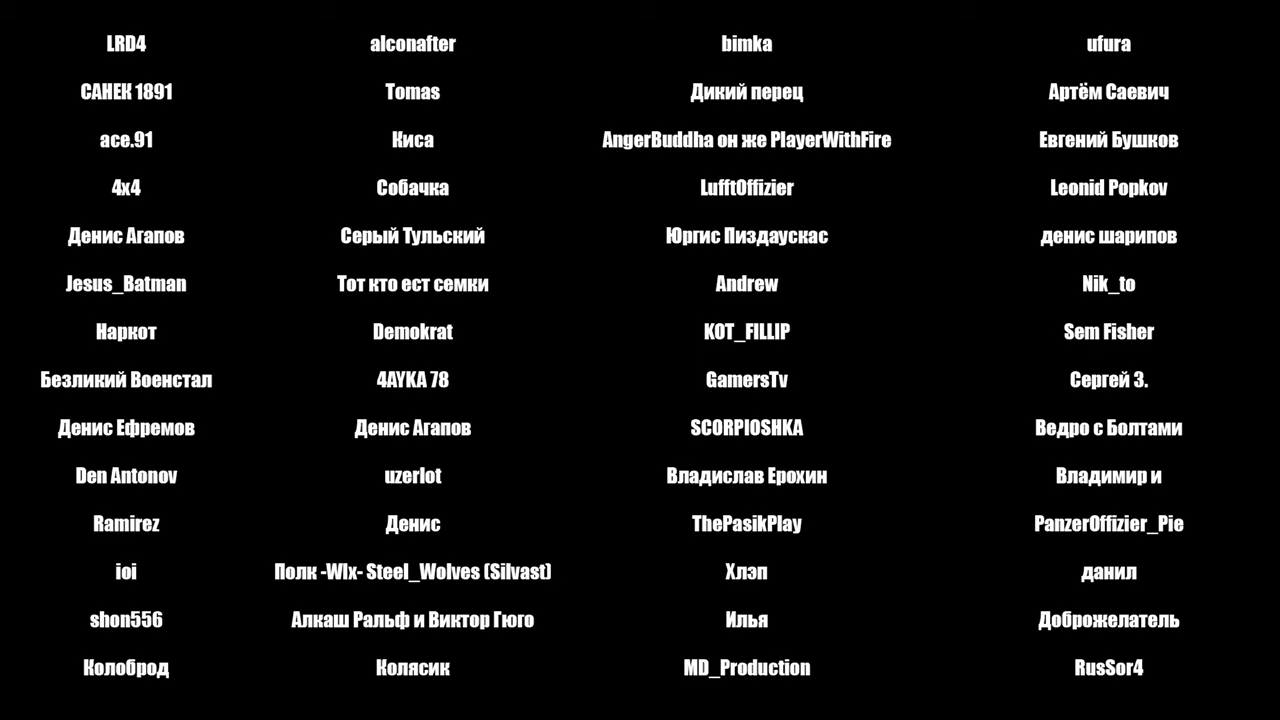 LRD4 alconafter bimka ufura
САНЕК 1891 Tomas Дикий перец Артём Саевич
ace.91 Киса AngerBuddha он же PlayerWithFire Евгений Бушков
4x4 Собачка LufftOffizier Leonid Popkov
Денис Агапов Серый Тульский Юргис Пиздаускас денис шарипов
Jesus_Batman Тот кто ест семки Andrew Nik_to
Наркот Demokrat KOT_FILLIP Sem Fisher
Безликий Военстал 4AYKA 78 GamersTv Сергей З.
Денис Ефремов Денис Агапов SCORPIOSHKA Ведро с Болтами
Den Antonov uzerlot Владислав Ерохин Владимир и
Ramirez Денис ThePasikPlay PanzerOffizier_Pie
ioi Полк -Wlx- Steel_Wolves (Silvast) Хлэп данил
shon556 Алкаш Ральф и Виктор Гюго Илья Доброжелатель
Колоброд Колясик MD_Production RusSor4